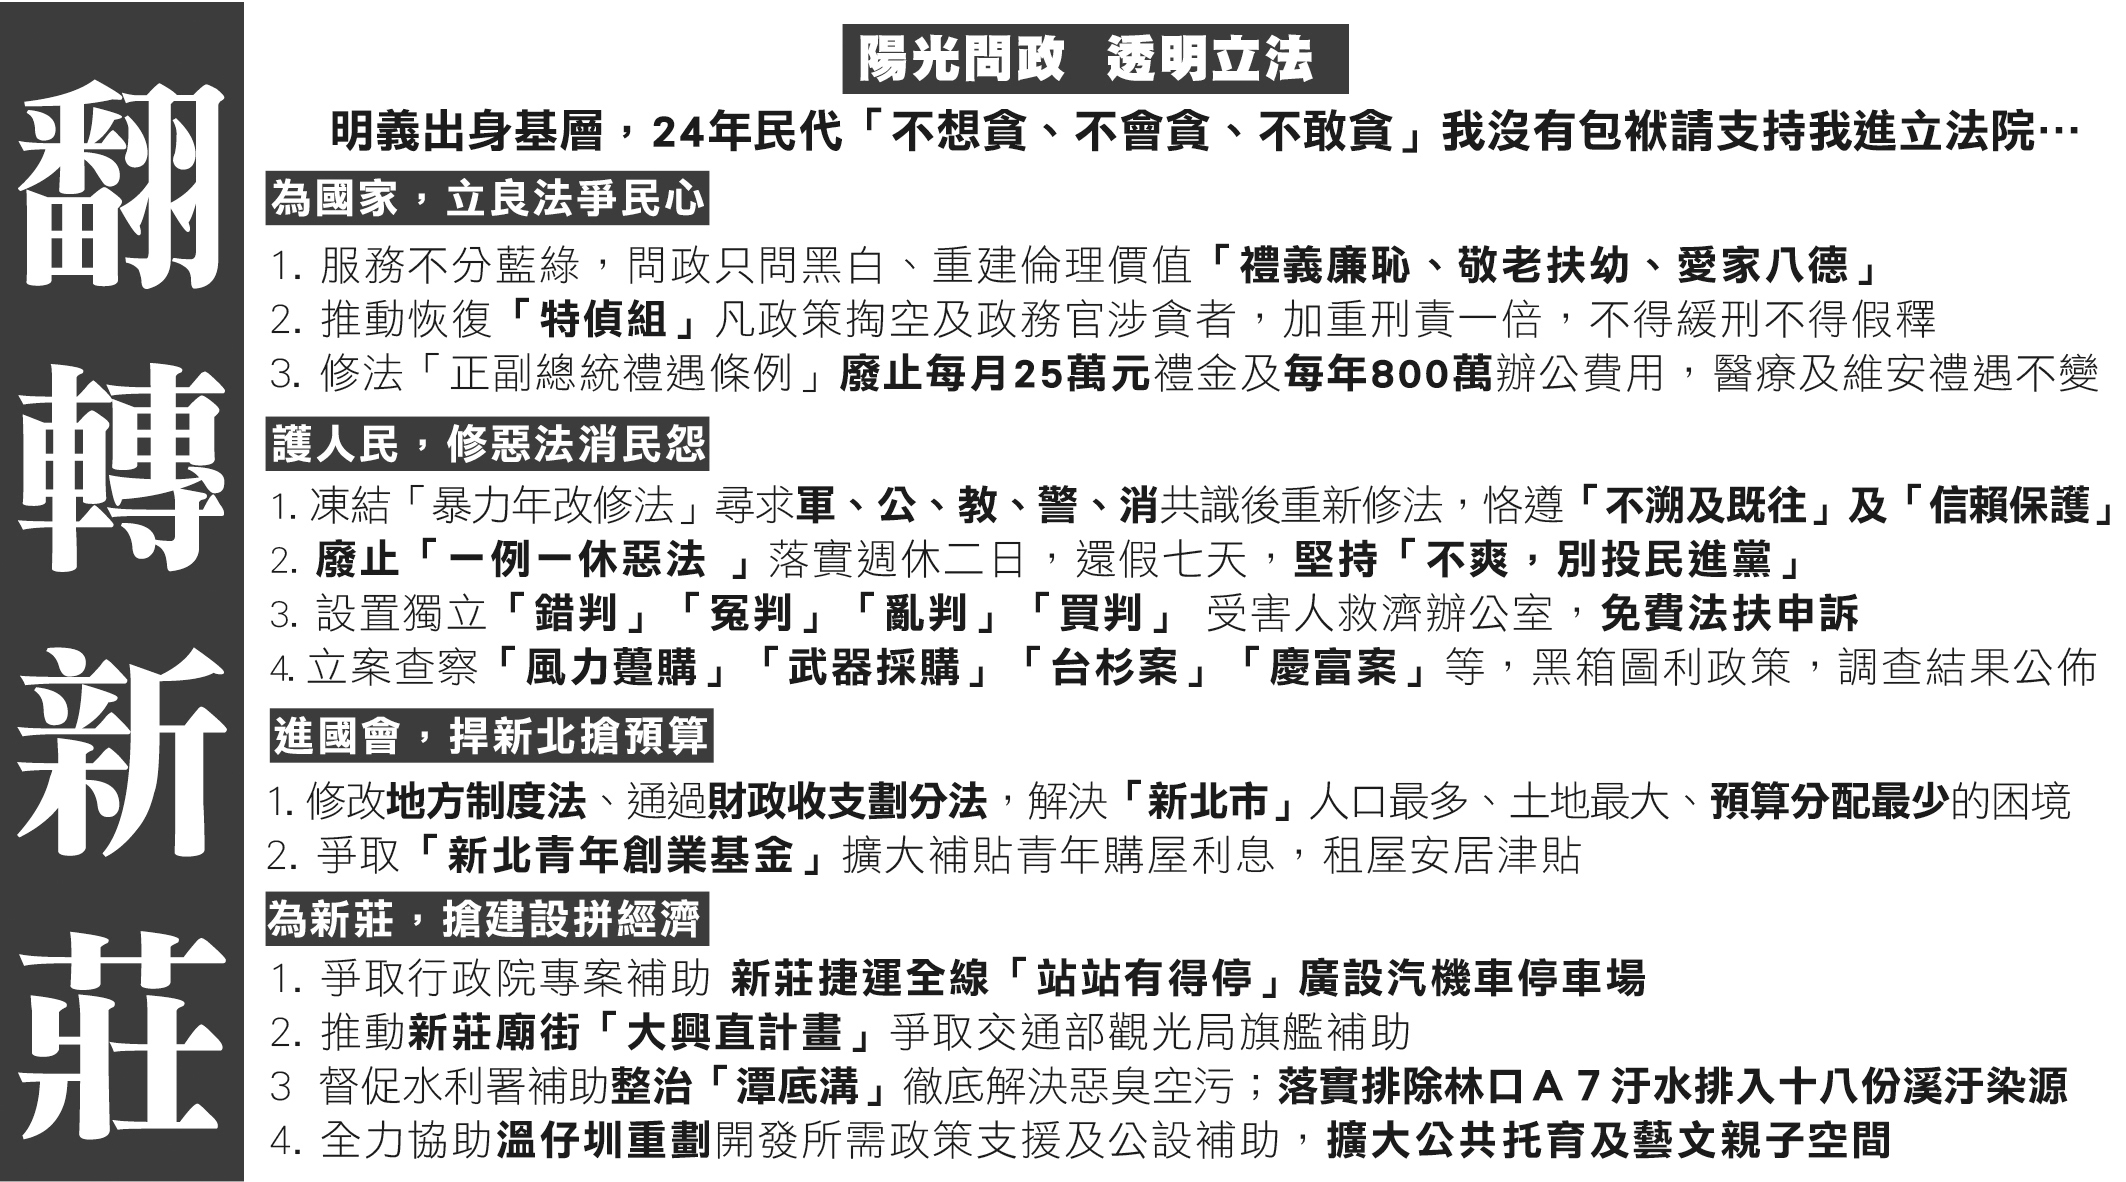 翻轉新莊
陽光問政 透明立法
明義出身基層，24年民代「不想貪、不會貪、不敢貪」我沒有包袱請支持我進立法院…
為國家，立良法爭民心
1. 服務不分藍綠，問政只問黑白、重建倫理價值「禮義廉恥、敬老扶幼、愛家八德」
2. 推動恢復「特偵組」凡政策掏空及政務官涉貪者，加重刑責一倍，不得緩刑不得假釋
3. 修法「正副總統禮遇條例」廢止每月25萬元禮金及每年800萬辦公費用，醫療及維安禮遇不變
護人民，修惡法消民怨
1. 凍結「暴力年改修法」尋求軍、公、教、警、消共識後重新修法，恪遵「不溯及既往」及「信賴保護」
2. 廢止「一例一休惡法 」落實週休二日，還假七天，堅持「不爽，別投民進黨」
3. 設置獨立「錯判」「冤判」「亂判」「買判」 受害人救濟辦公室，免費法扶申訴
4. 立案查察「風力躉購」「武器採購」「台杉案」「慶富案」等，黑箱圖利政策，調查結果公佈
進國會，捍新北搶預算
1. 修改地方制度法、通過財政收支劃分法，解決「新北市」人口最多、土地最大、預算分配最少的困境
2. 爭取「新北青年創業基金」擴大補貼青年購屋利息，租屋安居津貼
為新莊，搶建設拼經濟
1. 爭取行政院專案補助 新莊捷運全線「站站有得停」廣設汽機車停車場
2. 推動新莊廟街「大興直計畫」爭取交通部觀光局旗艦補助
3 督促水利署補助整治「潭底溝」徹底解決惡臭空污；落實排除林口Ａ７汙水排入十八份溪汙染源
4. 全力協助溫仔圳重劃開發所需政策支援及公設補助，擴大公共托育及藝文親子空間